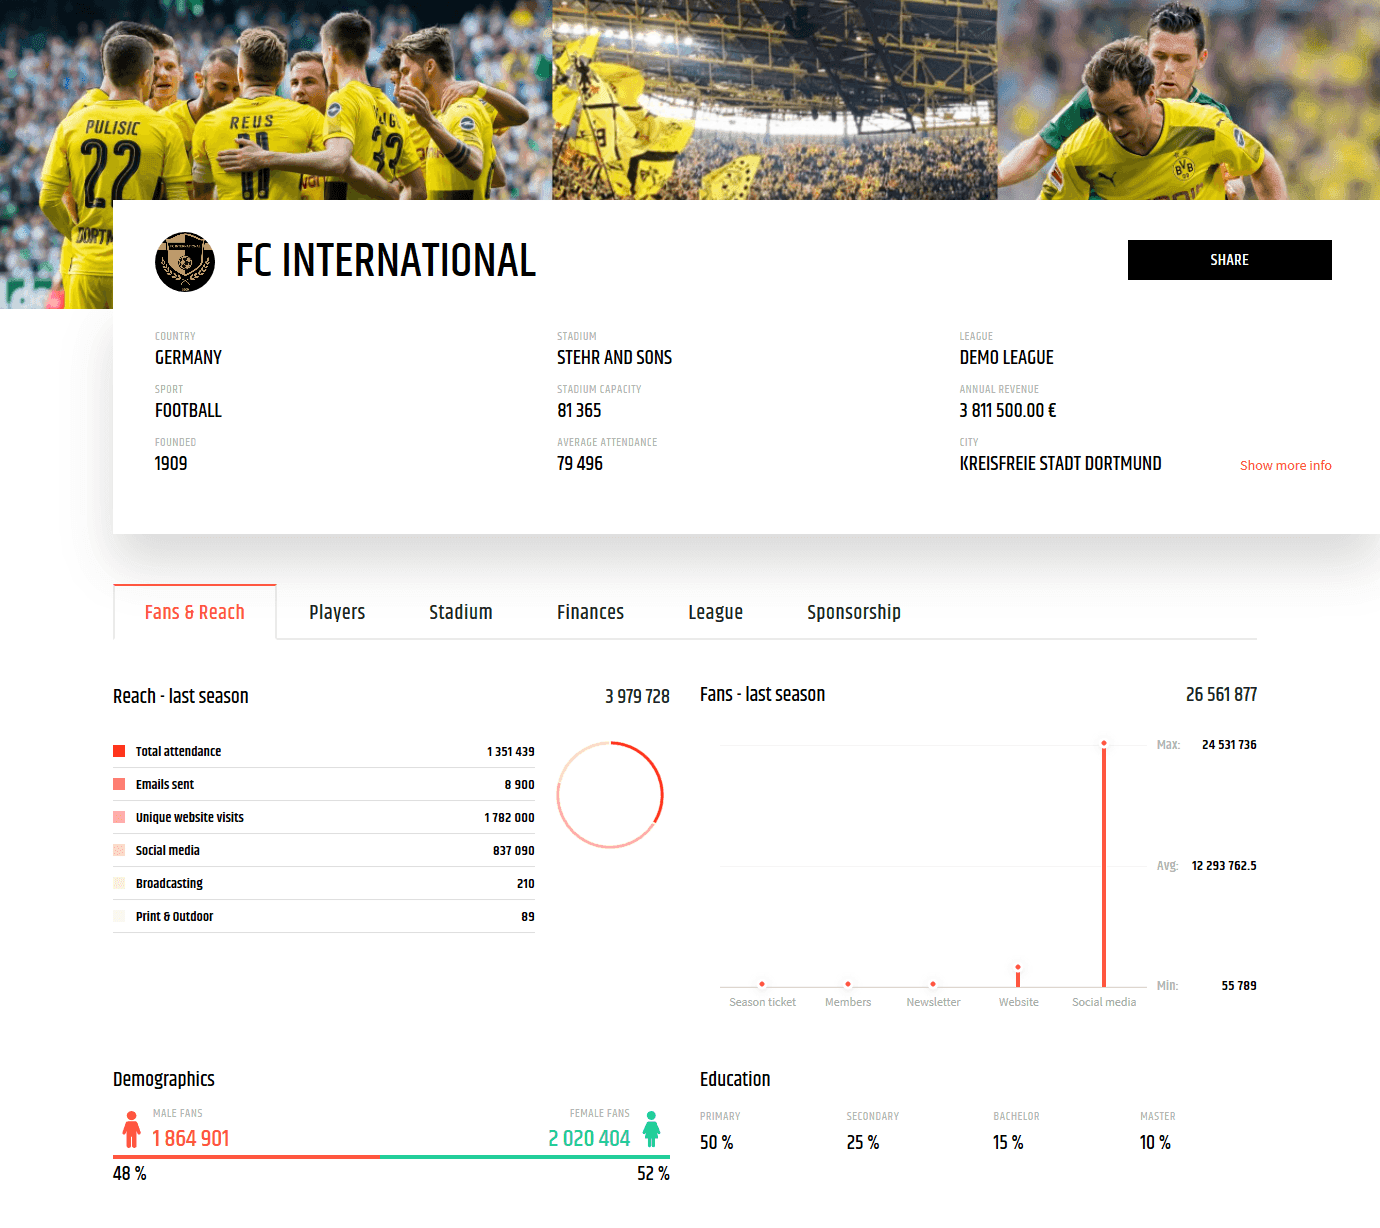 PULISIC
22
REUS
11
FC INTERNATIONAL
SHARE
COUNTRY
GERMANY
STADIUM
STEHR AND SONS
LEAGUE
DEMO LEAGUE
SPORT
FOOTBALL
STADIUM CAPACITY
81 365
ANNUAL REVENUE
3 811 500.00 €
FOUNDED
1909
AVERAGE ATTENDANCE
79 496
CITY
KREISFREIE STADT DORTMUND
Show more info
Fans & Reach
Players
Stadium
Finances
League
Sponsorship
Reach - last season
3 979 728
Total attendance 1 351 439
Emails sent 8 900
Unique website visits 1 782 000
Social media 837 090
Broadcasting 210
Print & Outdoor 89
Fans - last season
26 561 877
Max: 24 531 736
Avg: 12 293 762.5
Min: 55 789
Season ticket
Members
Newsletter
Website
Social media
Demographics
MALE FANS
1 864 901
FEMALE FANS
2 020 404
48 %
52 %
Education
PRIMARY
50 %
SECONDARY
25 %
BACHELOR
15 %
MASTER
10 %